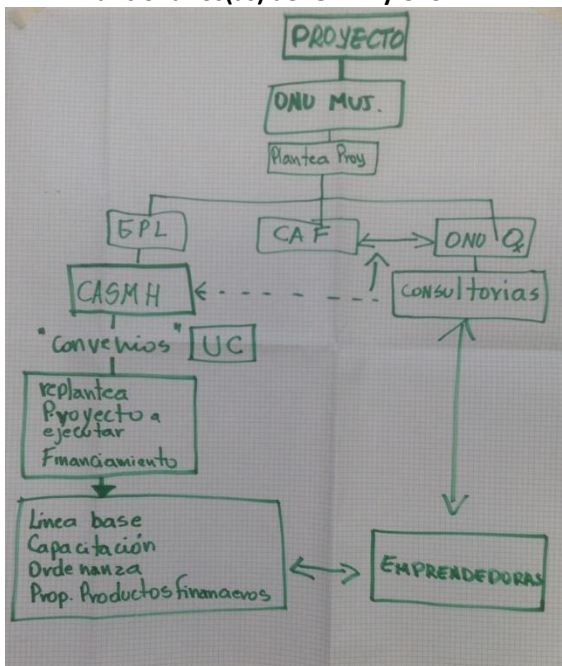 PROYECTO
ONU MUJ.
Plantea Proy
GPL
CAF
ONU
CASMH
CONSULTORIAS
"Convenios" UC
replantea
Proyecto a
ejecutar
Financiamiento
Linea base
Capacitación
Ordenanza
Prop. Productos Financieros
EMPRENDEDORAS